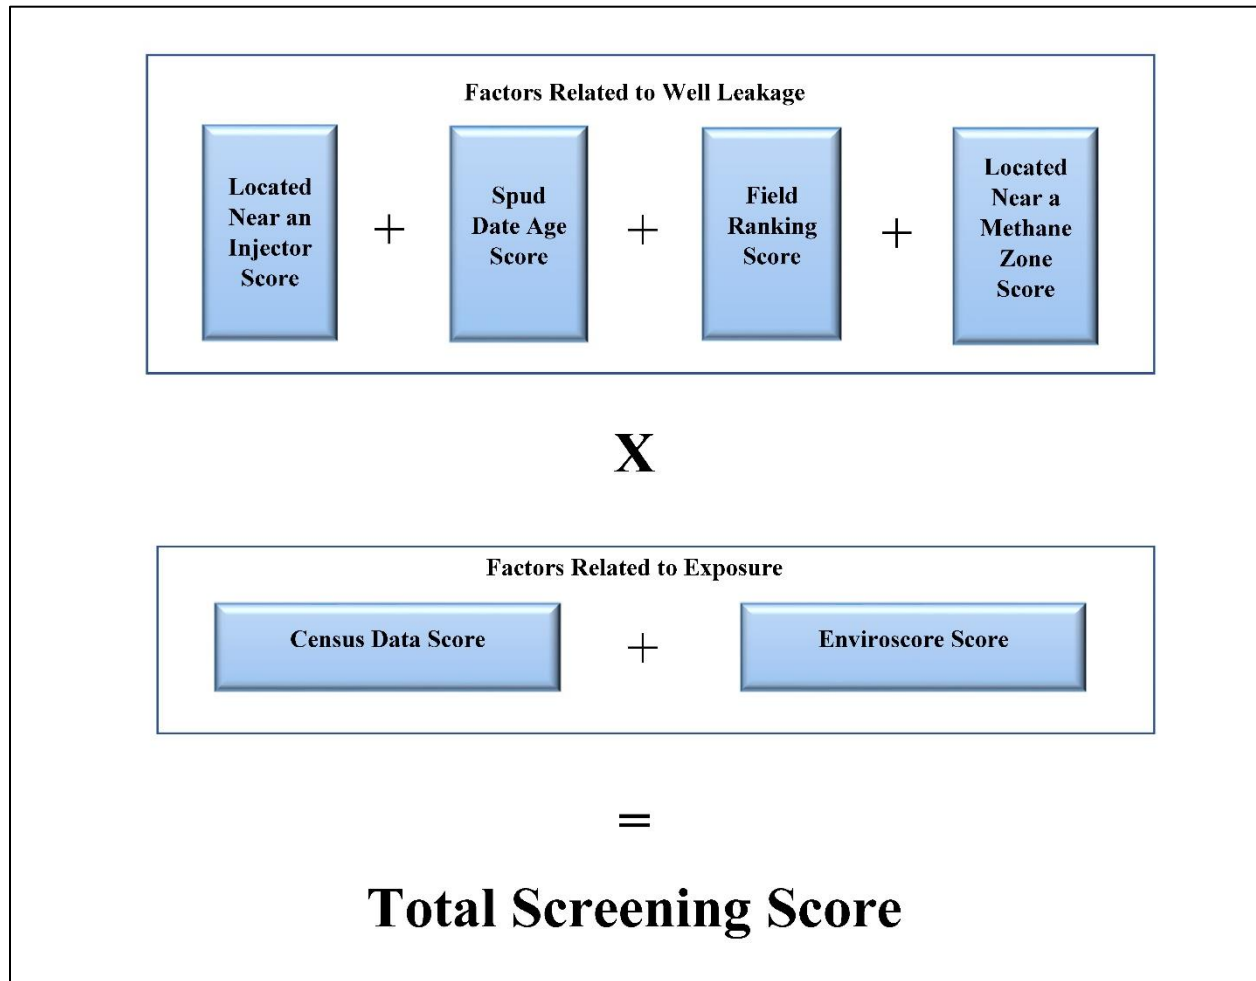 Factors Related to Well Leakage
Located
Near an
Injector
Score
+
Spud
Date Age
Score
+
Field
Ranking
Score
+
Located
Near a
Methane
Zone
Score
X
Factors Related to Exposure
Census Data Score
+
Enviroscore Score
=
Total Screening Score